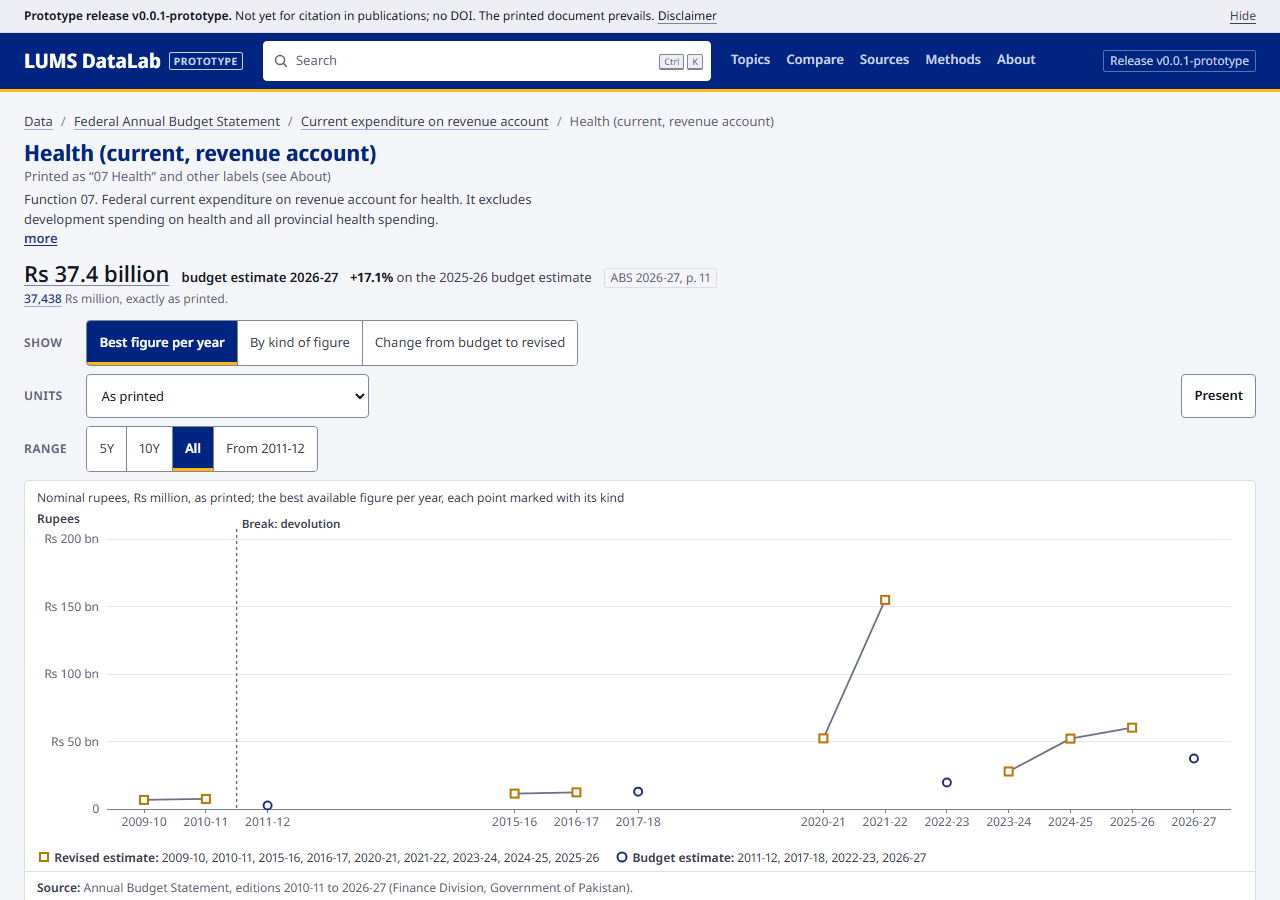 Prototype release v0.0.1-prototype. Not yet for citation in publications; no DOI. The printed document prevails. Disclaimer
Hide
LUMS DataLab PROTOTYPE Search Ctrl K Topics Compare Sources Methods About Release v0.0.1-prototype
Data / Federal Annual Budget Statement / Current expenditure on revenue account / Health (current, revenue account)
Health (current, revenue account)
Printed as “07 Health” and other labels (see About)
Function 07. Federal current expenditure on revenue account for health. It excludes
development spending on health and all provincial health spending.
more
Rs 37.4 billion budget estimate 2026-27 +17.1% on the 2025-26 budget estimate ABS 2026-27, p. 11
37,438 Rs million, exactly as printed.
SHOW Best figure per year By kind of figure Change from budget to revised
UNITS As printed Present
RANGE 5Y 10Y All From 2011-12
Nominal rupees, Rs million, as printed; the best available figure per year, each point marked with its kind
Rupees
Break: devolution
Rs 200 bn
Rs 150 bn
Rs 100 bn
Rs 50 bn
0
2009-10 2010-11 2011-12 2015-16 2016-17 2017-18 2020-21 2021-22 2022-23 2023-24 2024-25 2025-26 2026-27
Revised estimate: 2009-10, 2010-11, 2015-16, 2016-17, 2020-21, 2021-22, 2023-24, 2024-25, 2025-26 Budget estimate: 2011-12, 2017-18, 2022-23, 2026-27
Source: Annual Budget Statement, editions 2010-11 to 2026-27 (Finance Division, Government of Pakistan).